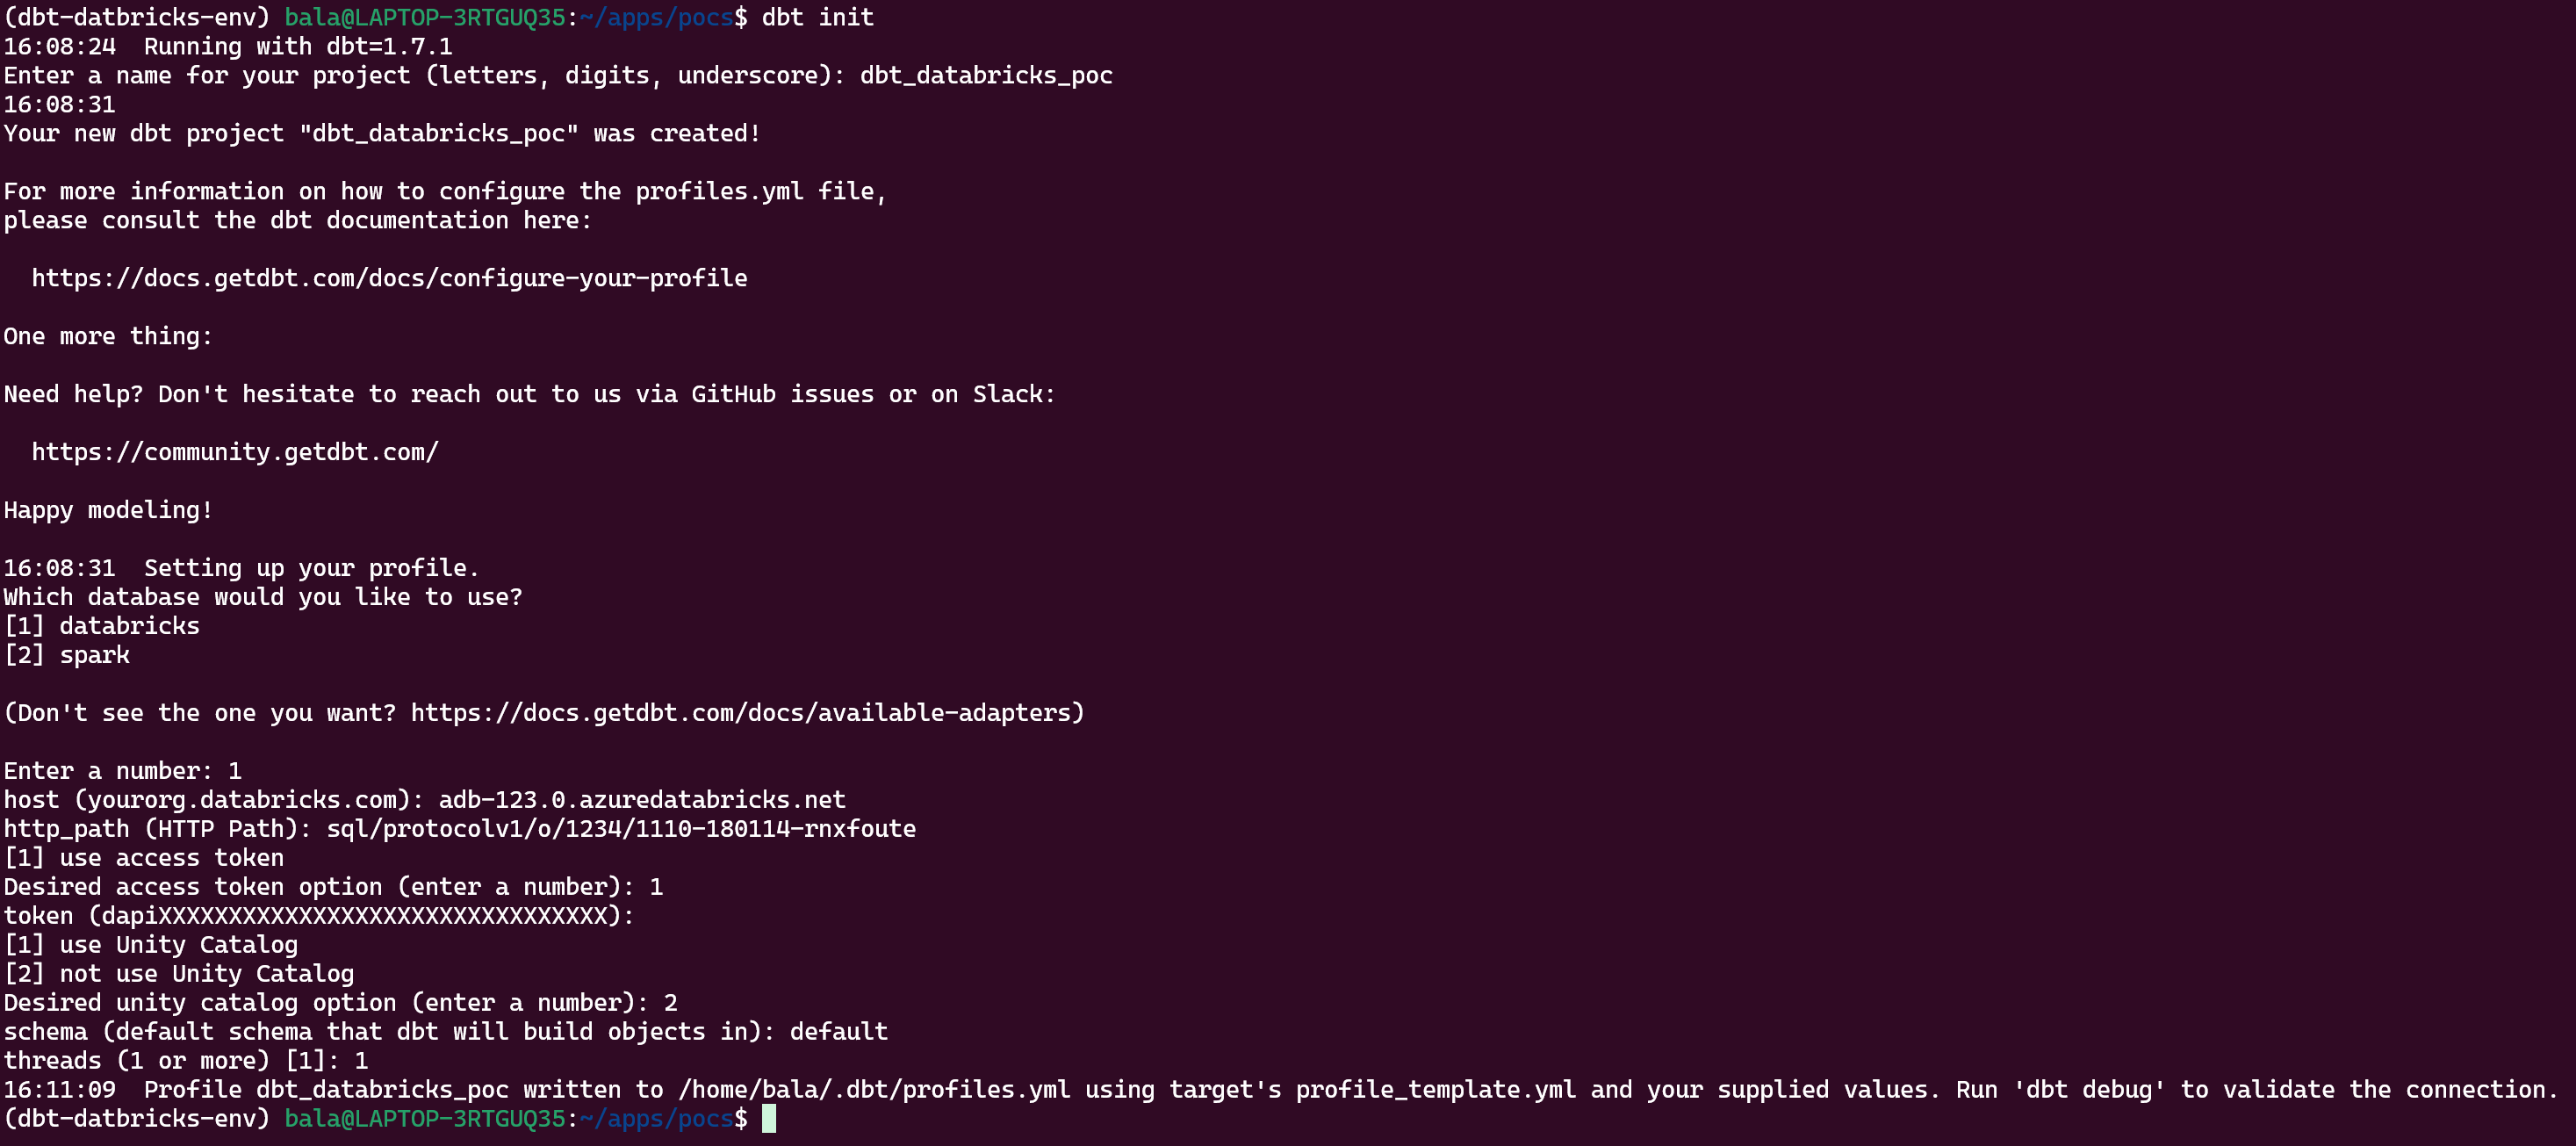 (dbt-datbricks-env) bala@LAPTOP-3RTGUQ35:~/apps/pocs$ dbt init
16:08:24  Running with dbt=1.7.1
Enter a name for your project (letters, digits, underscore): dbt_databricks_poc
16:08:31
Your new dbt project "dbt_databricks_poc" was created!
For more information on how to configure the profiles.yml file,
please consult the dbt documentation here:
  https://docs.getdbt.com/docs/configure-your-profile
One more thing:
Need help? Don't hesitate to reach out to us via GitHub issues or on Slack:
  https://community.getdbt.com/
Happy modeling!
16:08:31  Setting up your profile.
Which database would you like to use?
[1] databricks
[2] spark
(Don't see the one you want? https://docs.getdbt.com/docs/available-adapters)
Enter a number: 1
host (yourorg.databricks.com): adb-123.0.azuredatabricks.net
http_path (HTTP Path): sql/protocolv1/o/1234/1110-180114-rnxfoute
[1] use access token
Desired access token option (enter a number): 1
token (dapiXXXXXXXXXXXXXXXXXXXXXXXXXXXXXXXX):
[1] use Unity Catalog
[2] not use Unity Catalog
Desired unity catalog option (enter a number): 2
schema (default schema that dbt will build objects in): default
threads (1 or more) [1]: 1
16:11:09  Profile dbt_databricks_poc written to /home/bala/.dbt/profiles.yml using target's profile_template.yml and your supplied values. Run 'dbt debug' to validate the connection.
(dbt-datbricks-env) bala@LAPTOP-3RTGUQ35:~/apps/pocs$